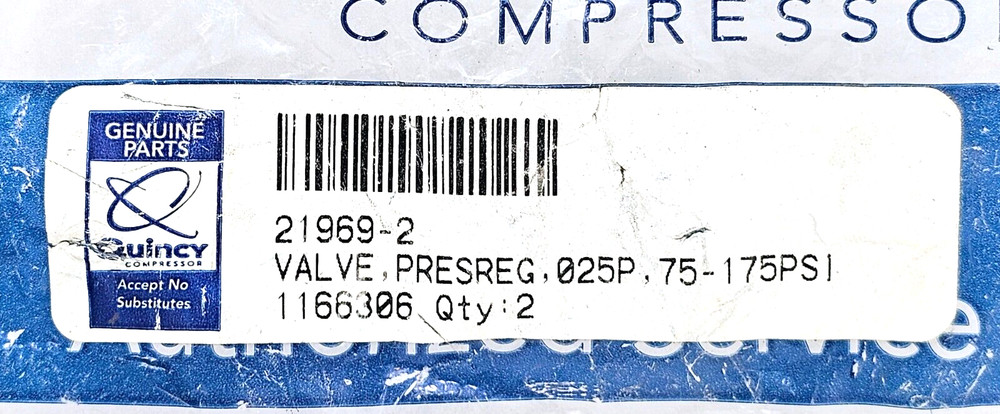 COMPRESSO
GENUINE
PARTS
Quincy
COMPRESSOR
Accept No
Substitutes
21969-2
VALVE,PRESREG,025P,75-175PSI
1166306 Qty:2
Authorized Service